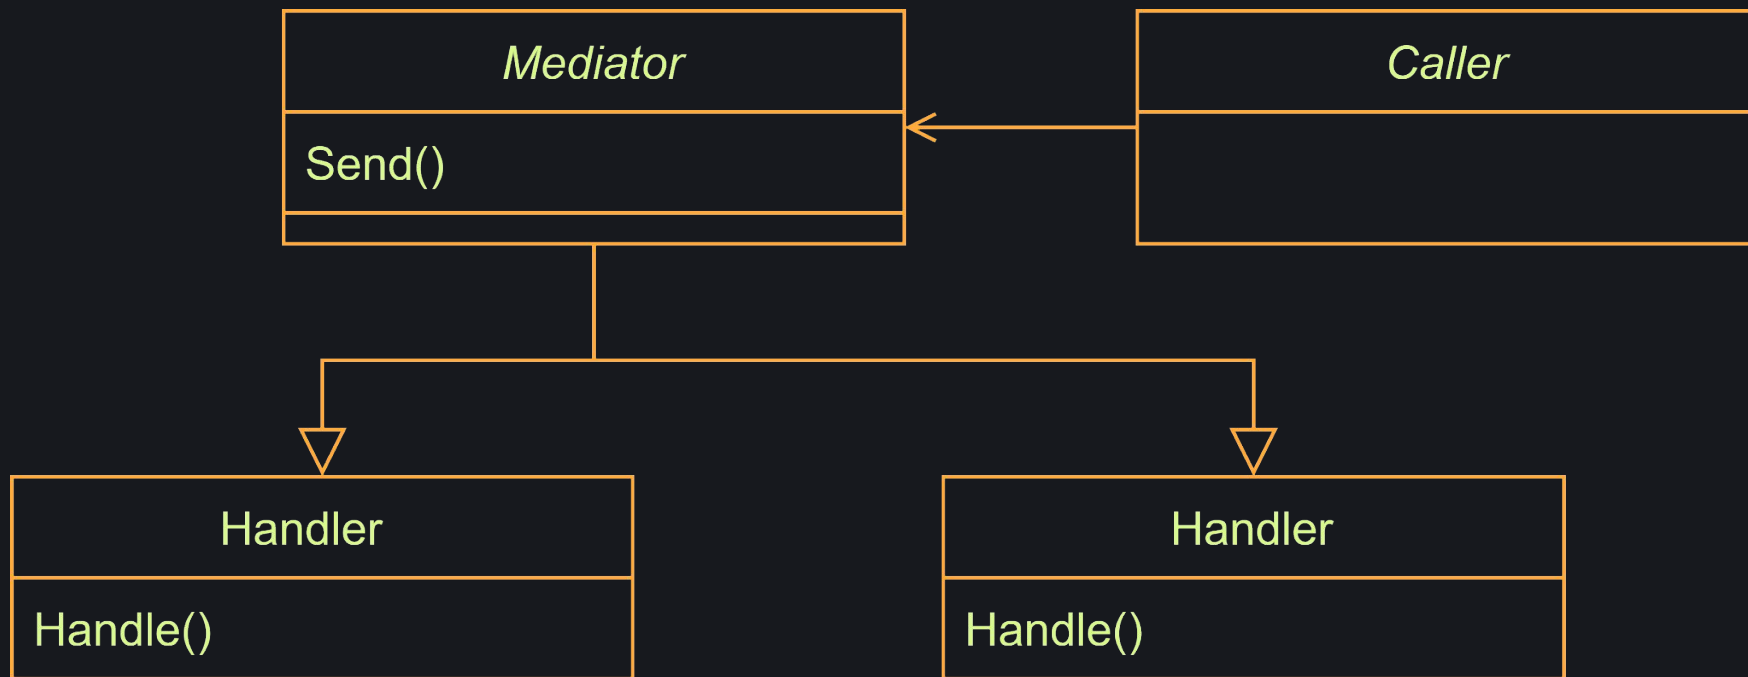 Mediator
Caller
Send()
Handler
Handler
Handle()
Handle()